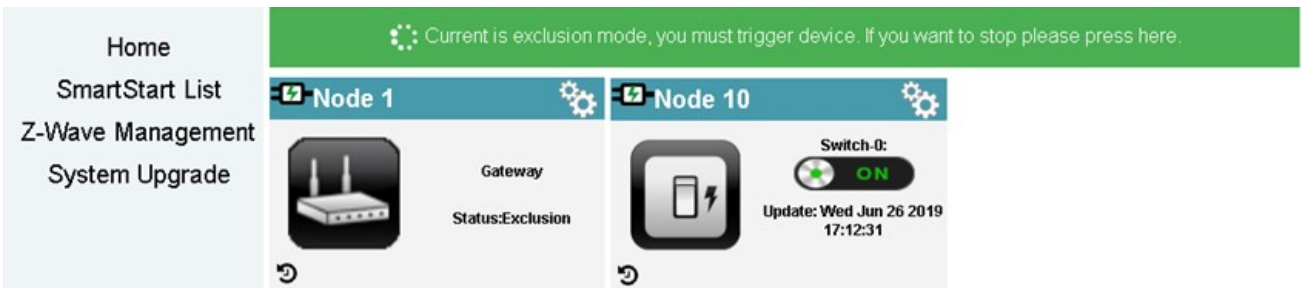 Home
SmartStart List
Z-Wave Management
System Upgrade
Current is exclusion mode, you must trigger device. If you want to stop please press here.
Node 1
Gateway
Status:Exclusion
Node 10
Switch-0:
ON
Update: Wed Jun 26 2019
17:12:31